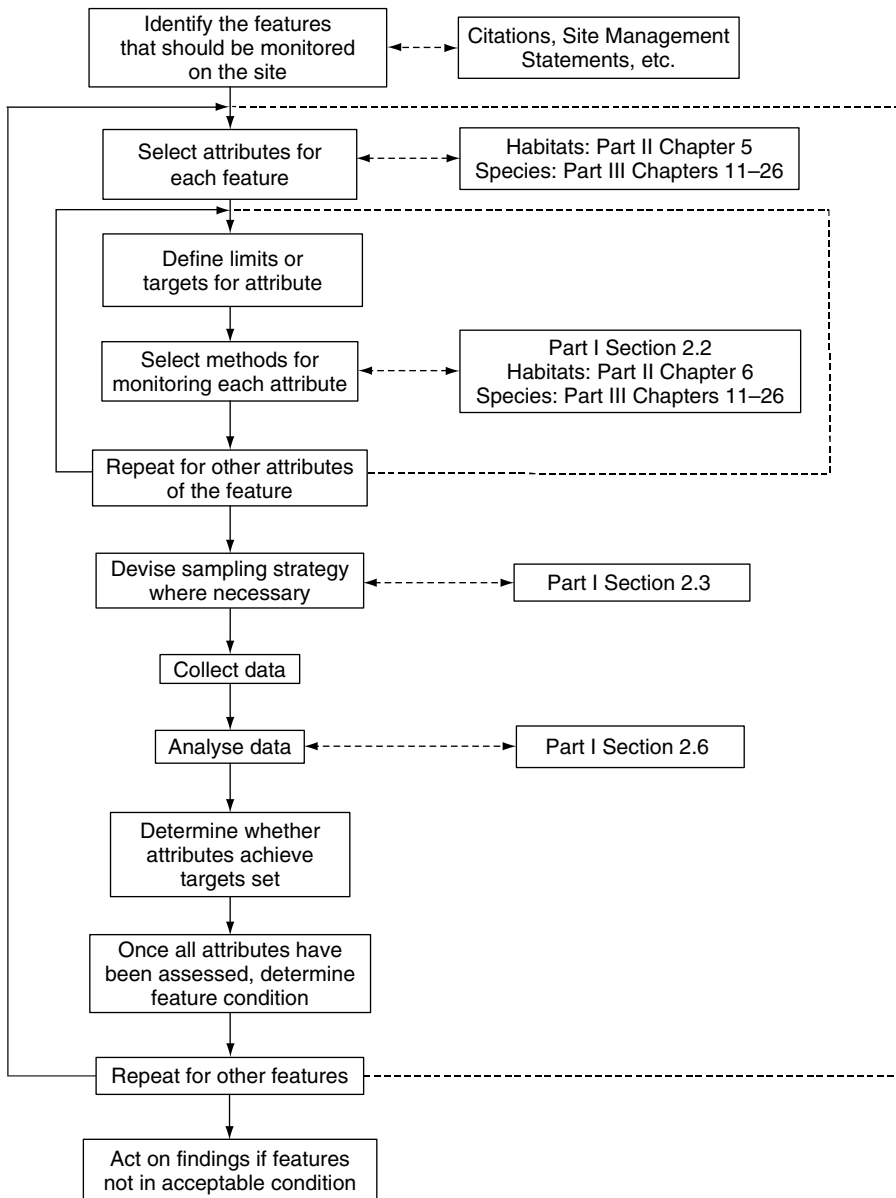 Identify the features
that should be monitored
on the site
Citations, Site Management
Statements, etc.
Select attributes for
each feature
Habitats: Part II Chapter 5
Species: Part III Chapters 11–26
Define limits or
targets for attribute
Select methods for
monitoring each attribute
Part I Section 2.2
Habitats: Part II Chapter 6
Species: Part III Chapters 11–26
Repeat for other attributes
of the feature
Devise sampling strategy
where necessary
Part I Section 2.3
Collect data
Analyse data
Part I Section 2.6
Determine whether
attributes achieve
targets set
Once all attributes have
been assessed, determine
feature condition
Repeat for other features
Act on findings if features
not in acceptable condition